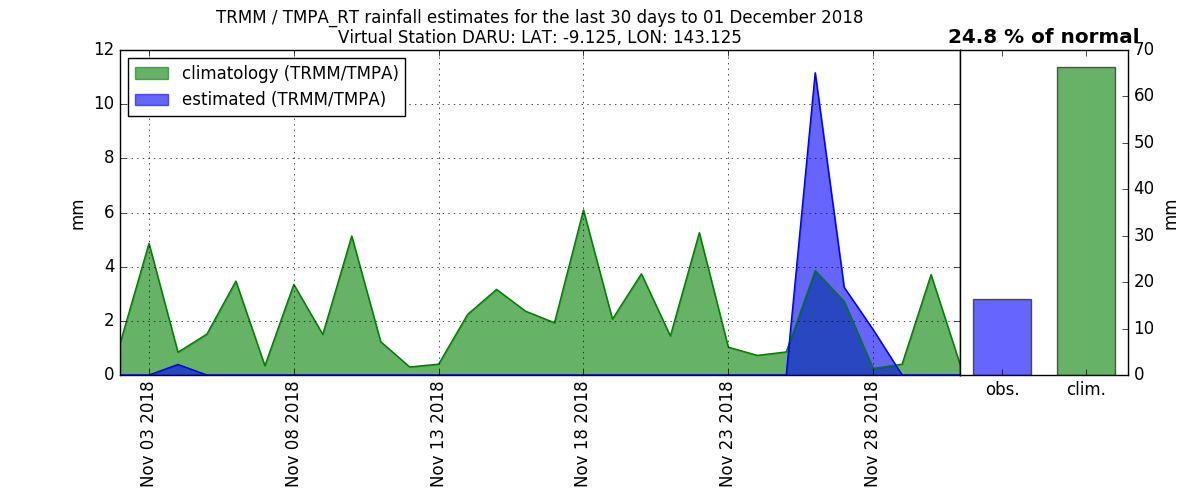 TRMM / TMPA_RT rainfall estimates for the last 30 days to 01 December 2018
Virtual Station DARU: LAT: -9.125, LON: 143.125
24.8 % of normal
climatology (TRMM/TMPA)
estimated (TRMM/TMPA)
mm
12
10
8
6
4
2
0
Nov 03 2018
Nov 08 2018
Nov 13 2018
Nov 18 2018
Nov 23 2018
Nov 28 2018
obs.
clim.
70
60
50
40
30
20
10
0
mm